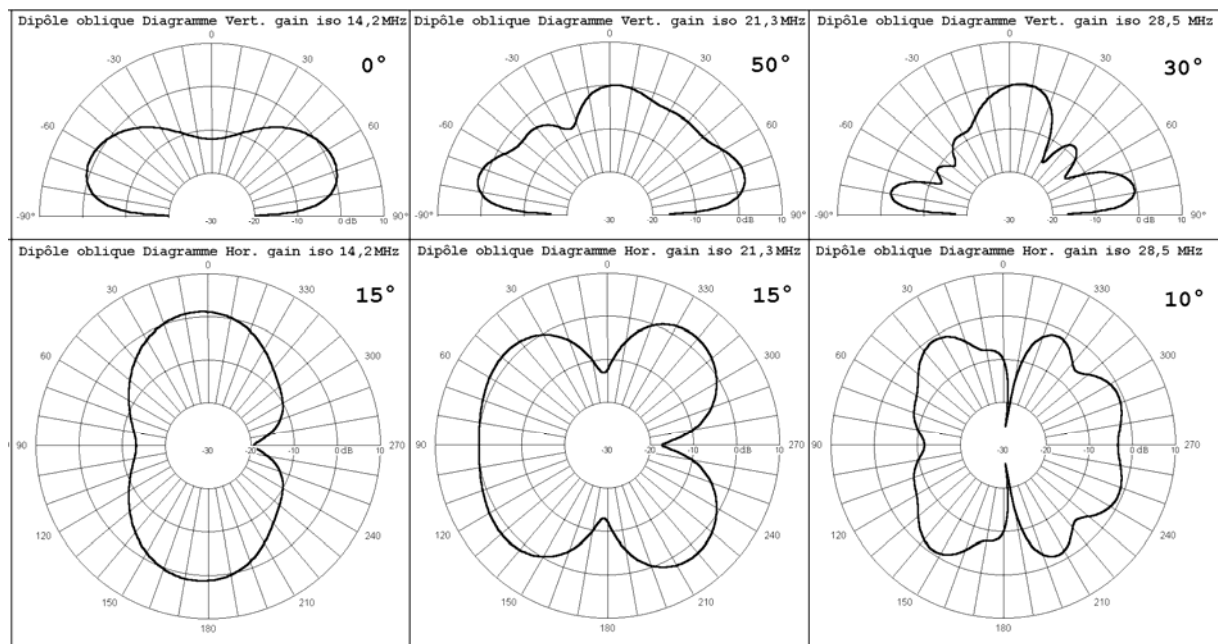 Dipôle oblique Diagramme Vert. gain iso 14,2MHz
0
-30 30
0°
-60 60
-90° -30 -20 -10 0 dB 10 90°
Dipôle oblique Diagramme Vert. gain iso 21,3MHz
0
-30 30
50°
-60 60
-90° -30 -20 -10 0 dB 10 90°
Dipôle oblique Diagramme Vert. gain iso 28,5 MHz
0
-30 30
30°
-60 60
-90° -30 -20 -10 0 dB 10 90°
Dipôle oblique Diagramme Hor. gain iso 14,2MHz
0
30 330
15°
60 300
90 -30 -20 -10 0 dB 10 270
120 240
150 210
180
Dipôle oblique Diagramme Hor. gain iso 21,3MHz
0
30 330
15°
60 300
90 -30 -20 -10 0 dB 10 270
120 240
150 210
180
Dipôle oblique Diagramme Hor. gain iso 28,5 MHz
0
30 330
10°
60 300
90 -30 -20 -10 0 dB 10 270
120 240
150 210
180